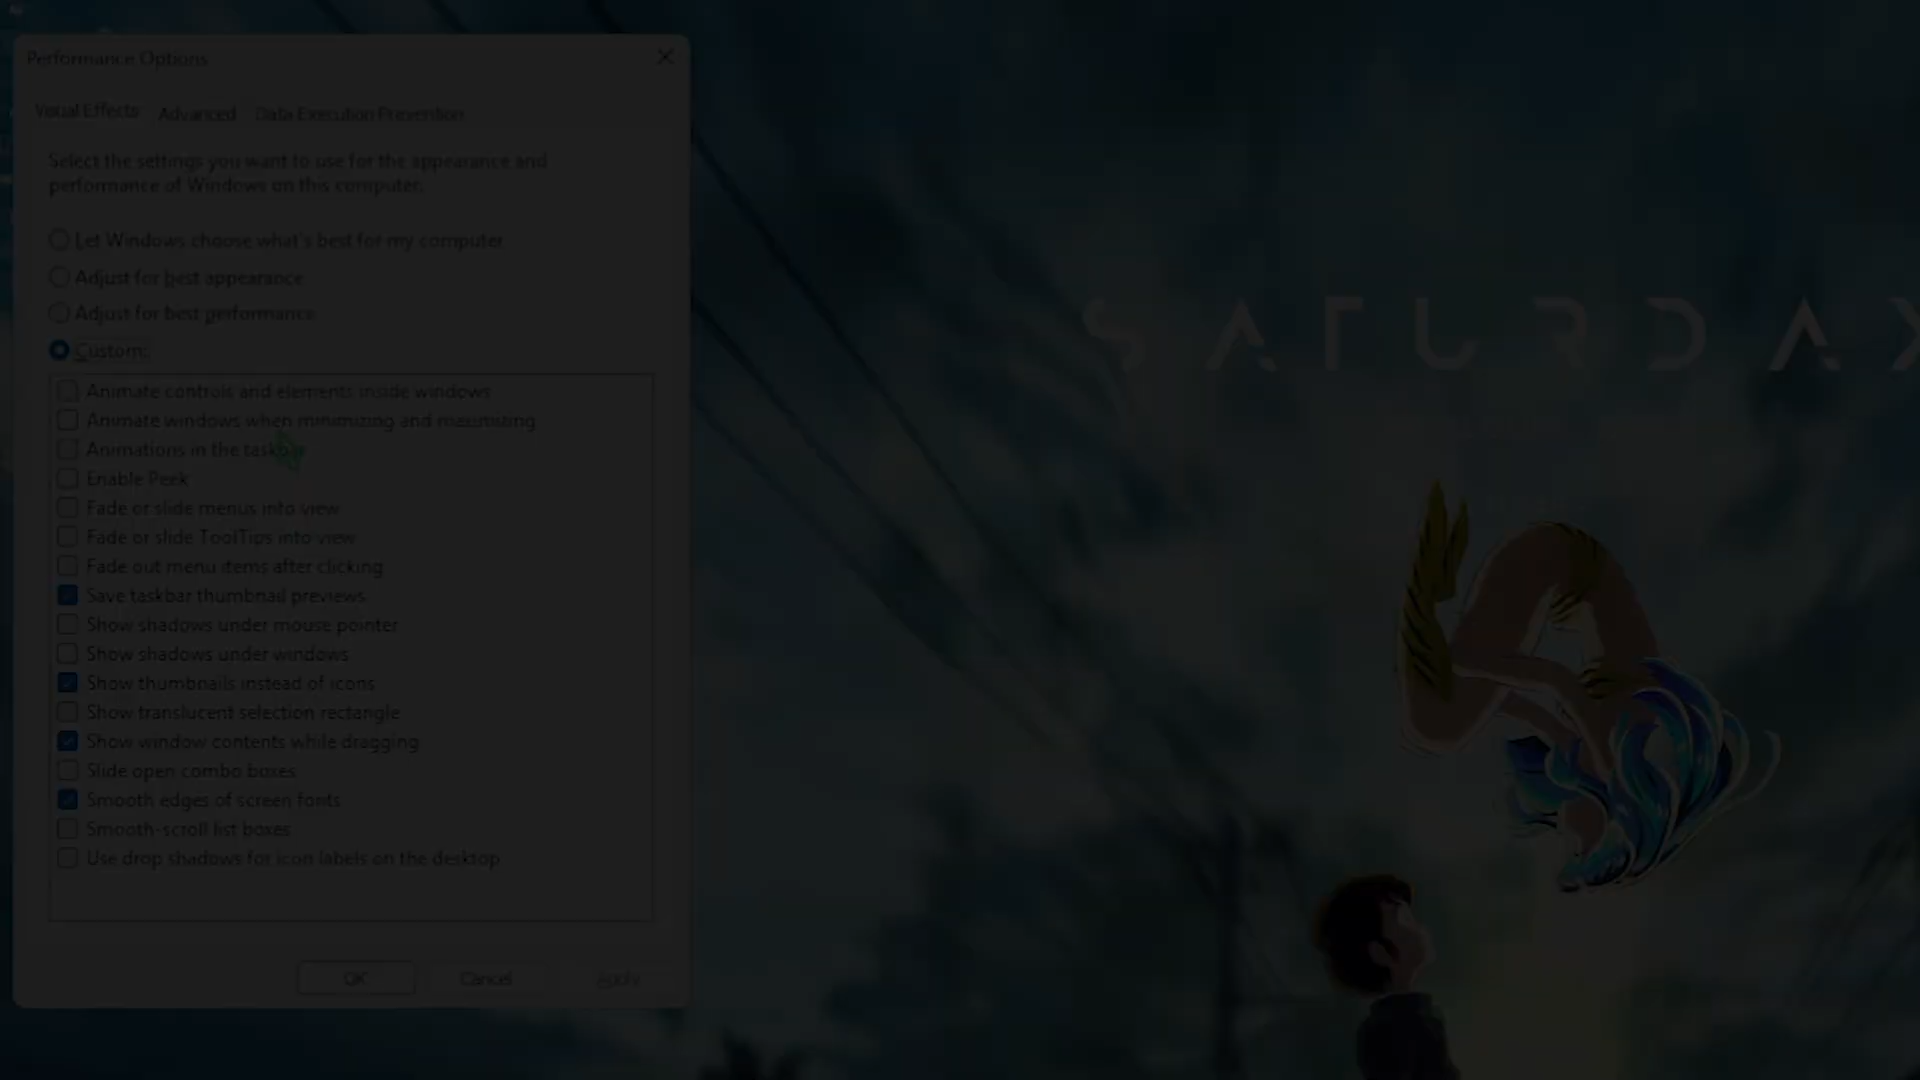 Performance Options
Visual Effects Advanced Data Execution Prevention
Select the settings you want to use for the appearance and
performance of Windows on this computer.
Let Windows choose what's best for my computer
Adjust for best appearance
Adjust for best performance
Custom:
Animate controls and elements inside windows
Animate windows when minimizing and maximizing
Animations in the taskbar
Enable Peek
Fade or slide menus into view
Fade or slide ToolTips into view
Fade out menu items after clicking
Save taskbar thumbnail previews
Show shadows under mouse pointer
Show shadows under windows
Show thumbnails instead of icons
Show translucent selection rectangle
Show window contents while dragging
Slide open combo boxes
Smooth edges of screen fonts
Smooth-scroll list boxes
Use drop shadows for icon labels on the desktop
OK Cancel Apply
SATURDA